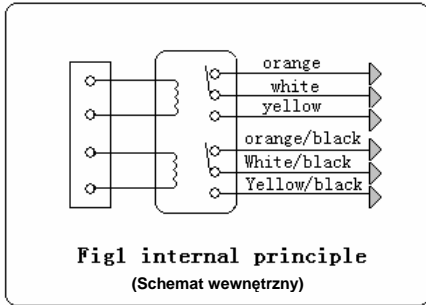 orange
white
yellow
orange/black
White/black
Yellow/black
Fig1 internal principle
(Schemat wewnętrzny)